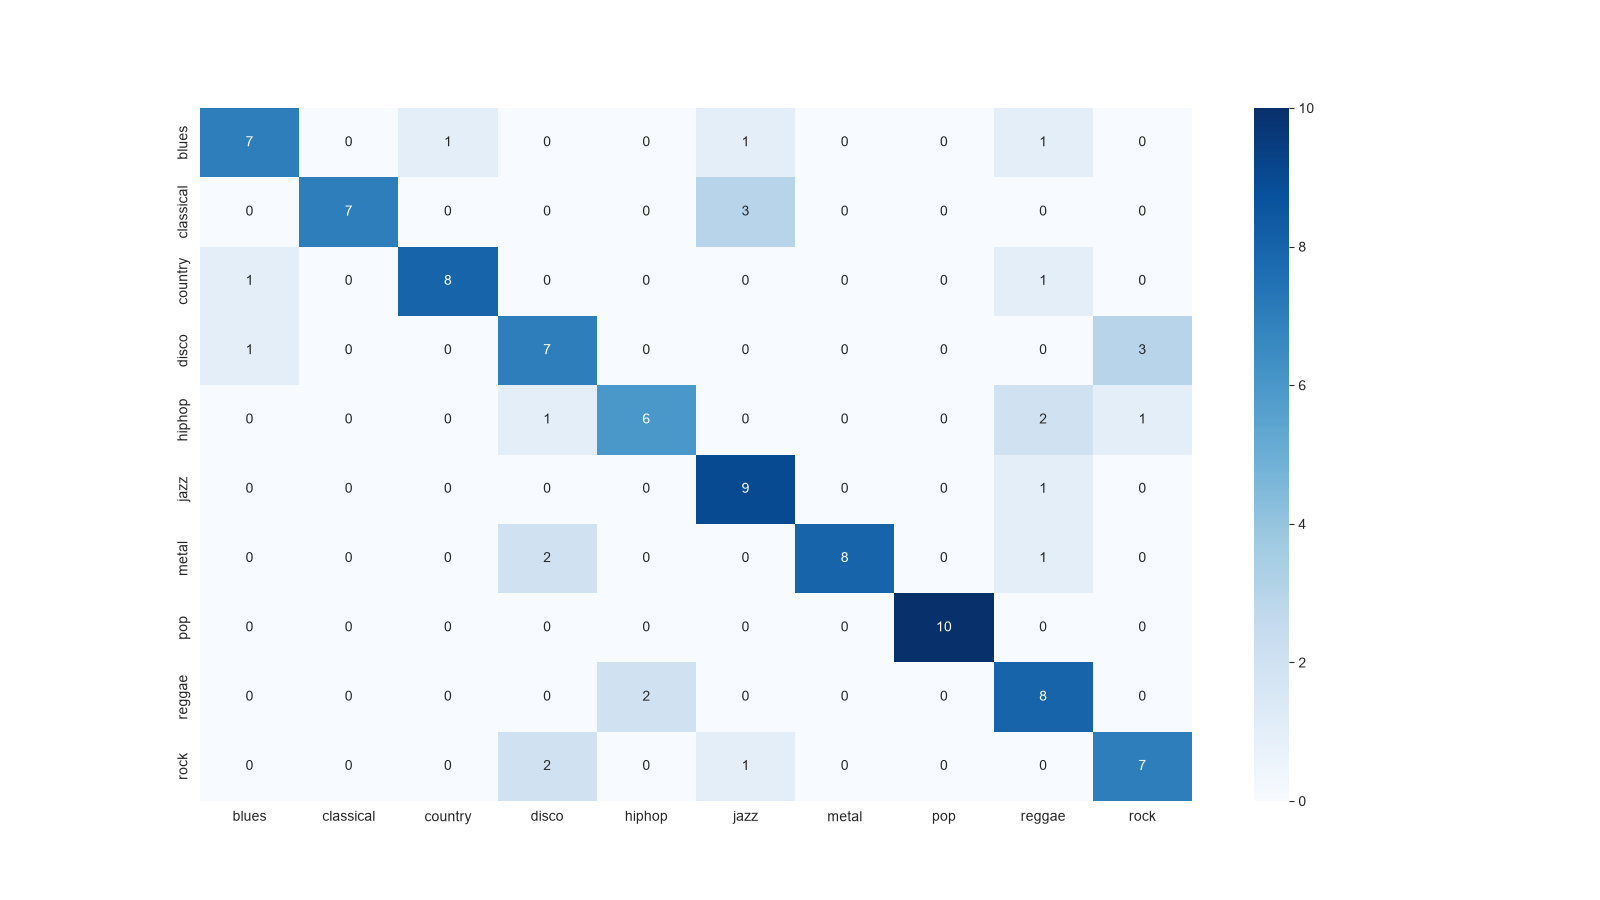 blues 7 0 1 0 0 1 0 0 1 0
classical 0 7 0 0 0 3 0 0 0 0
country 1 0 8 0 0 0 0 0 1 0
disco 1 0 0 7 0 0 0 0 0 3
hiphop 0 0 0 1 6 0 0 0 2 1
jazz 0 0 0 0 0 9 0 0 1 0
metal 0 0 0 2 0 0 8 0 1 0
pop 0 0 0 0 0 0 0 10 0 0
reggae 0 0 0 0 2 0 0 0 8 0
rock 0 0 0 2 0 1 0 0 0 7
blues classical country disco hiphop jazz metal pop reggae rock
10
8
6
4
2
0